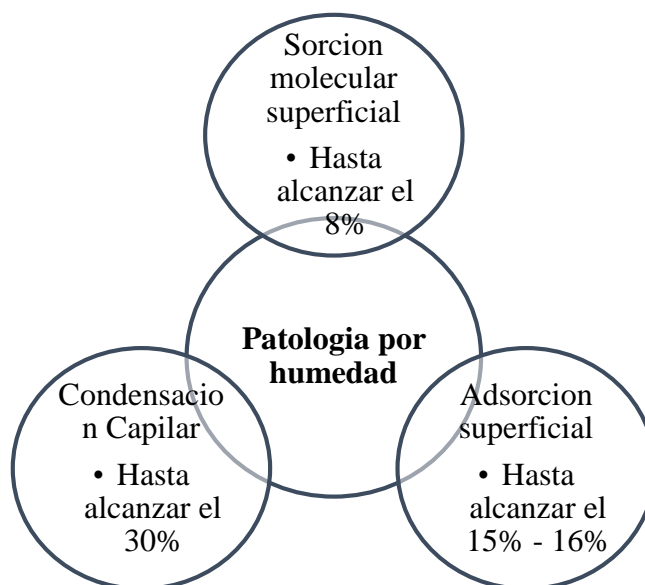 Sorcion
molecular
superficial
• Hasta
alcanzar el
8%
Patologia por
humedad
Condensacio
n Capilar
• Hasta
alcanzar el
30%
Adsorcion
superficial
• Hasta
alcanzar el
15% - 16%